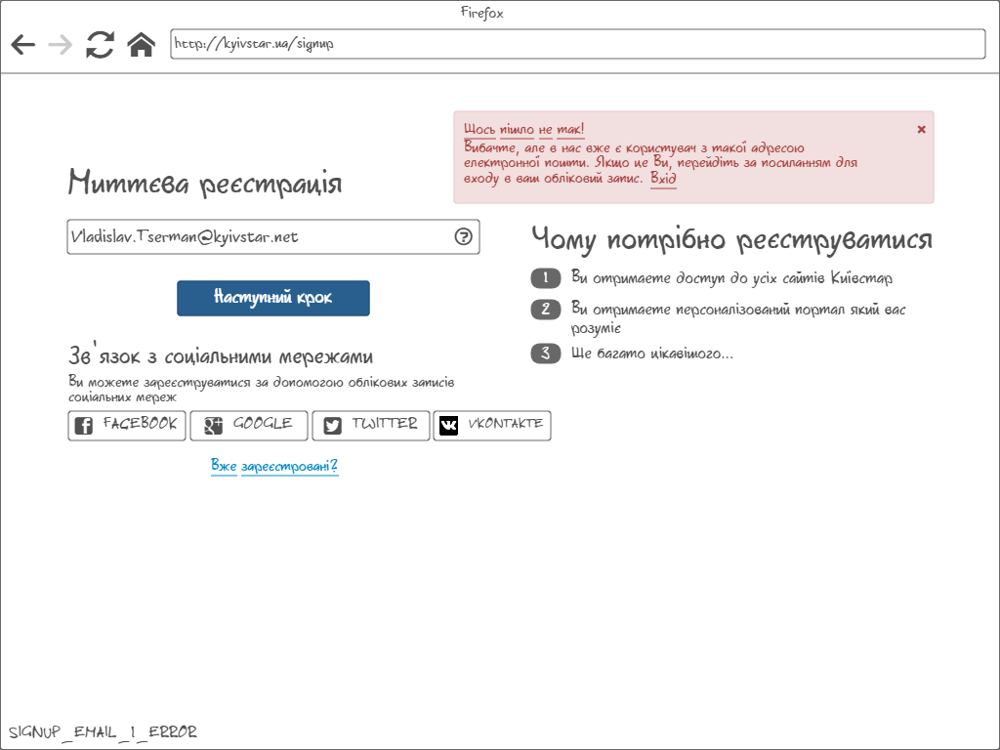 Firefox
http://kyivstar.ua/signup
Щось пішло не так!
Вибачте, але в нас вже є користувач з такої адресою
електронної пошти. Якщо це Ви, перейдіть за посиланням для
входу в ваш обліковий запис. Вхід
Миттєва реєстрація
Vladislav.Tserman@kyivstar.net
Наступний крок
Чому потрібно реєструватися
1 Ви отримаєте доступ до усіх сайтів Київстар
2 Ви отримаєте персоналізований портал який вас
розуміє
3 Ще багато цікавішого...
Зв'язок з соціальними мережами
Ви можете зареєструватися за допомогою облікових записів
соціальних мереж
FACEBOOK GOOGLE TWITTER VKONTAKTE
Вже зареєстровані?
SIGNUP_EMAIL_1_ERROR